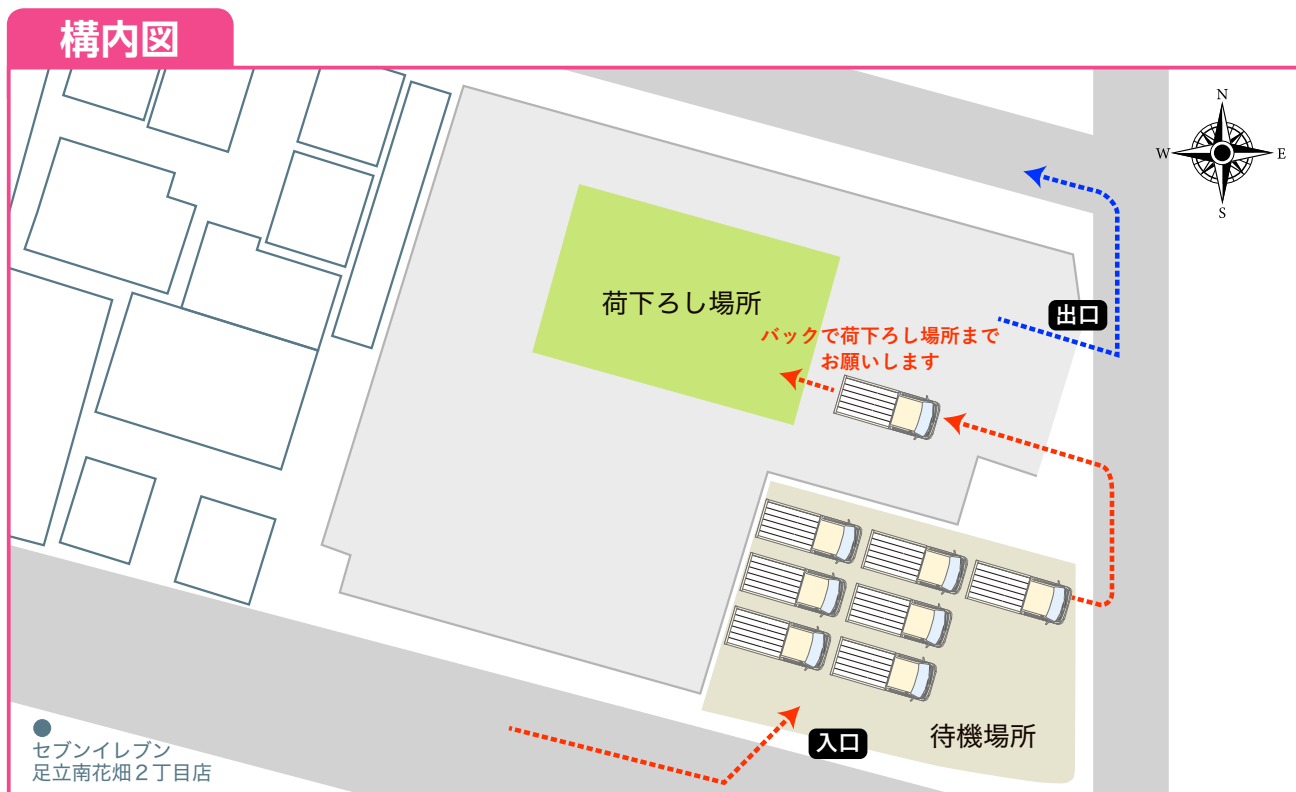 構内図
N
W
E
S
荷下ろし場所
出口
バックで荷下ろし場所まで
お願いします
入口
待機場所
セブンイレブン
足立南花畑2丁目店